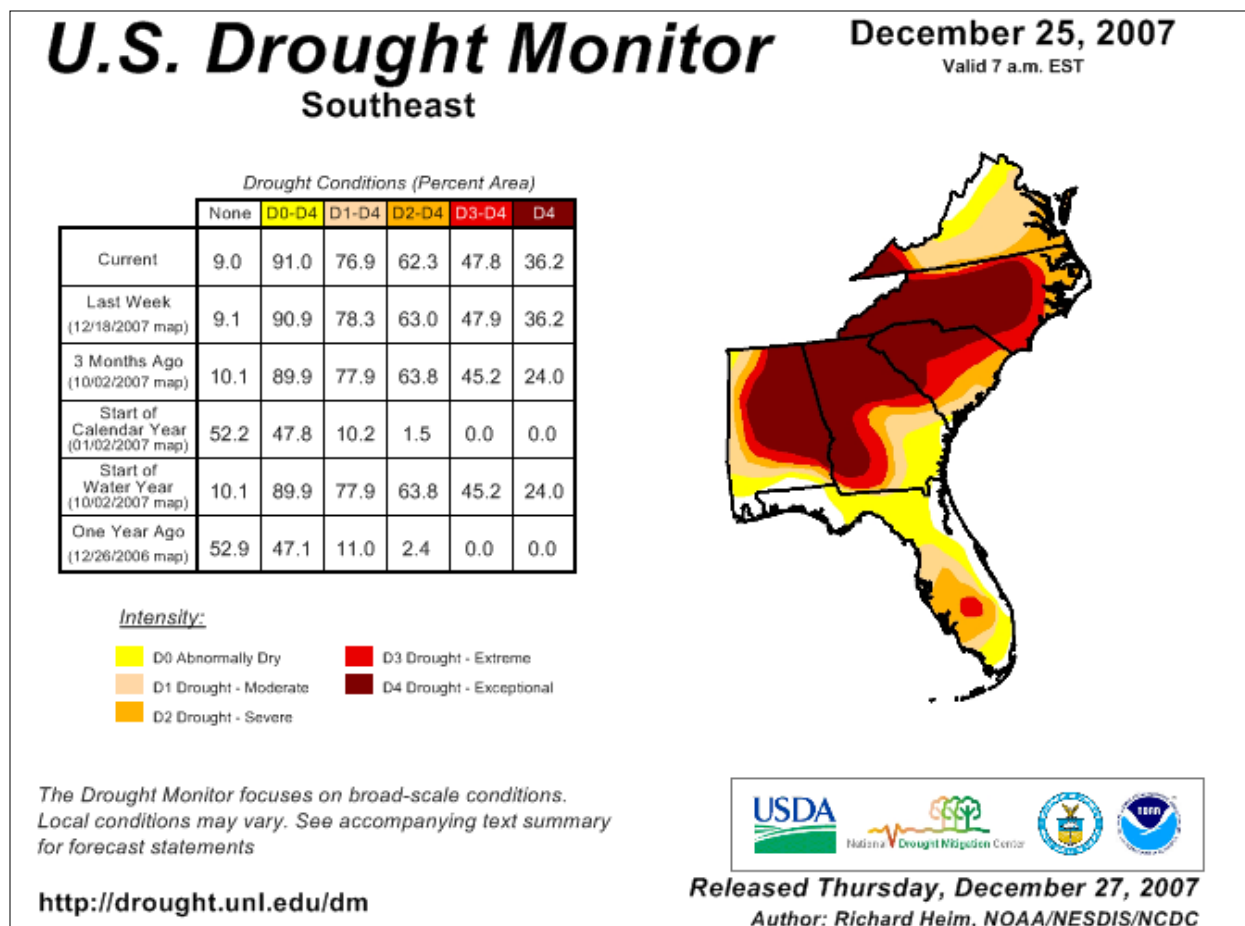 U.S. Drought Monitor
Southeast
December 25, 2007
Valid 7 a.m. EST
Drought Conditions (Percent Area)
None D0-D4 D1-D4 D2-D4 D3-D4 D4
Current 9.0 91.0 76.9 62.3 47.8 36.2
Last Week
(12/18/2007 map) 9.1 90.9 78.3 63.0 47.9 36.2
3 Months Ago
(10/02/2007 map) 10.1 89.9 77.9 63.8 45.2 24.0
Start of
Calendar Year
(01/02/2007 map) 52.2 47.8 10.2 1.5 0.0 0.0
Start of
Water Year
(10/02/2007 map) 10.1 89.9 77.9 63.8 45.2 24.0
One Year Ago
(12/26/2006 map) 52.9 47.1 11.0 2.4 0.0 0.0
Intensity:
D0 Abnormally Dry
D1 Drought - Moderate
D2 Drought - Severe
D3 Drought - Extreme
D4 Drought - Exceptional
The Drought Monitor focuses on broad-scale conditions.
Local conditions may vary. See accompanying text summary
for forecast statements
http://drought.unl.edu/dm
USDA
National Drought Mitigation Center
NOAA
Released Thursday, December 27, 2007
Author: Richard Heim, NOAA/NESDIS/NCDC